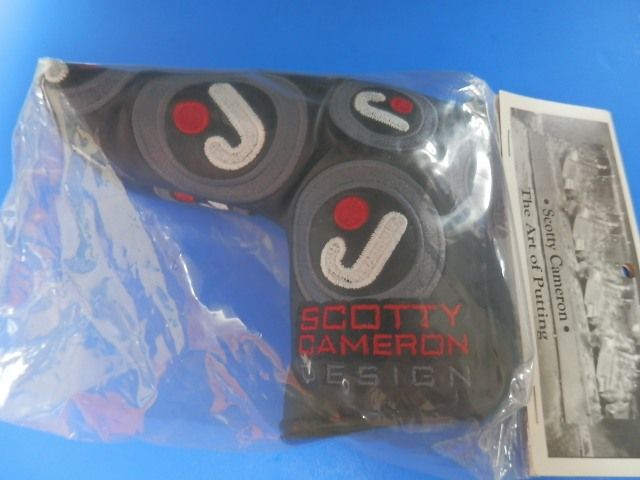 J
J
J
SCOTTY
CAMERON
DESIGN
• Scotty Cameron •
The Art of Putting